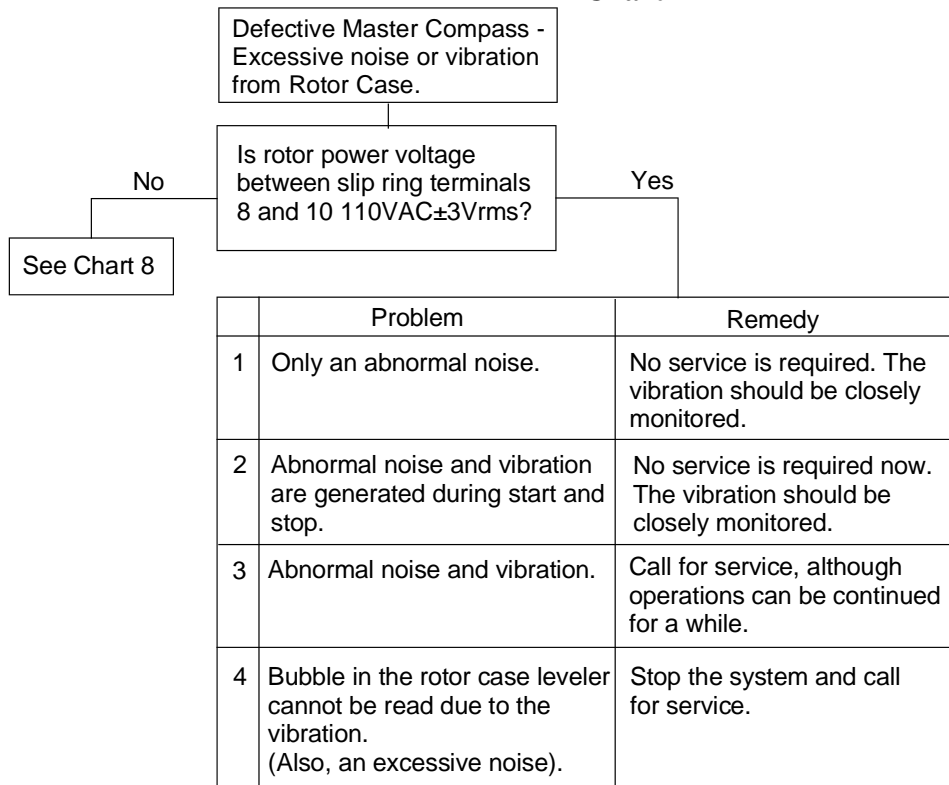 Defective Master Compass -
Excessive noise or vibration
from Rotor Case.
Is rotor power voltage
between slip ring terminals
8 and 10 110VAC±3Vrms?
No
Yes
See Chart 8
Problem
Remedy
1
Only an abnormal noise.
No service is required. The
vibration should be closely
monitored.
2
Abnormal noise and vibration
are generated during start and
stop.
No service is required now.
The vibration should be
closely monitored.
3
Abnormal noise and vibration.
Call for service, although
operations can be continued
for a while.
4
Bubble in the rotor case leveler
cannot be read due to the
vibration.
(Also, an excessive noise).
Stop the system and call
for service.